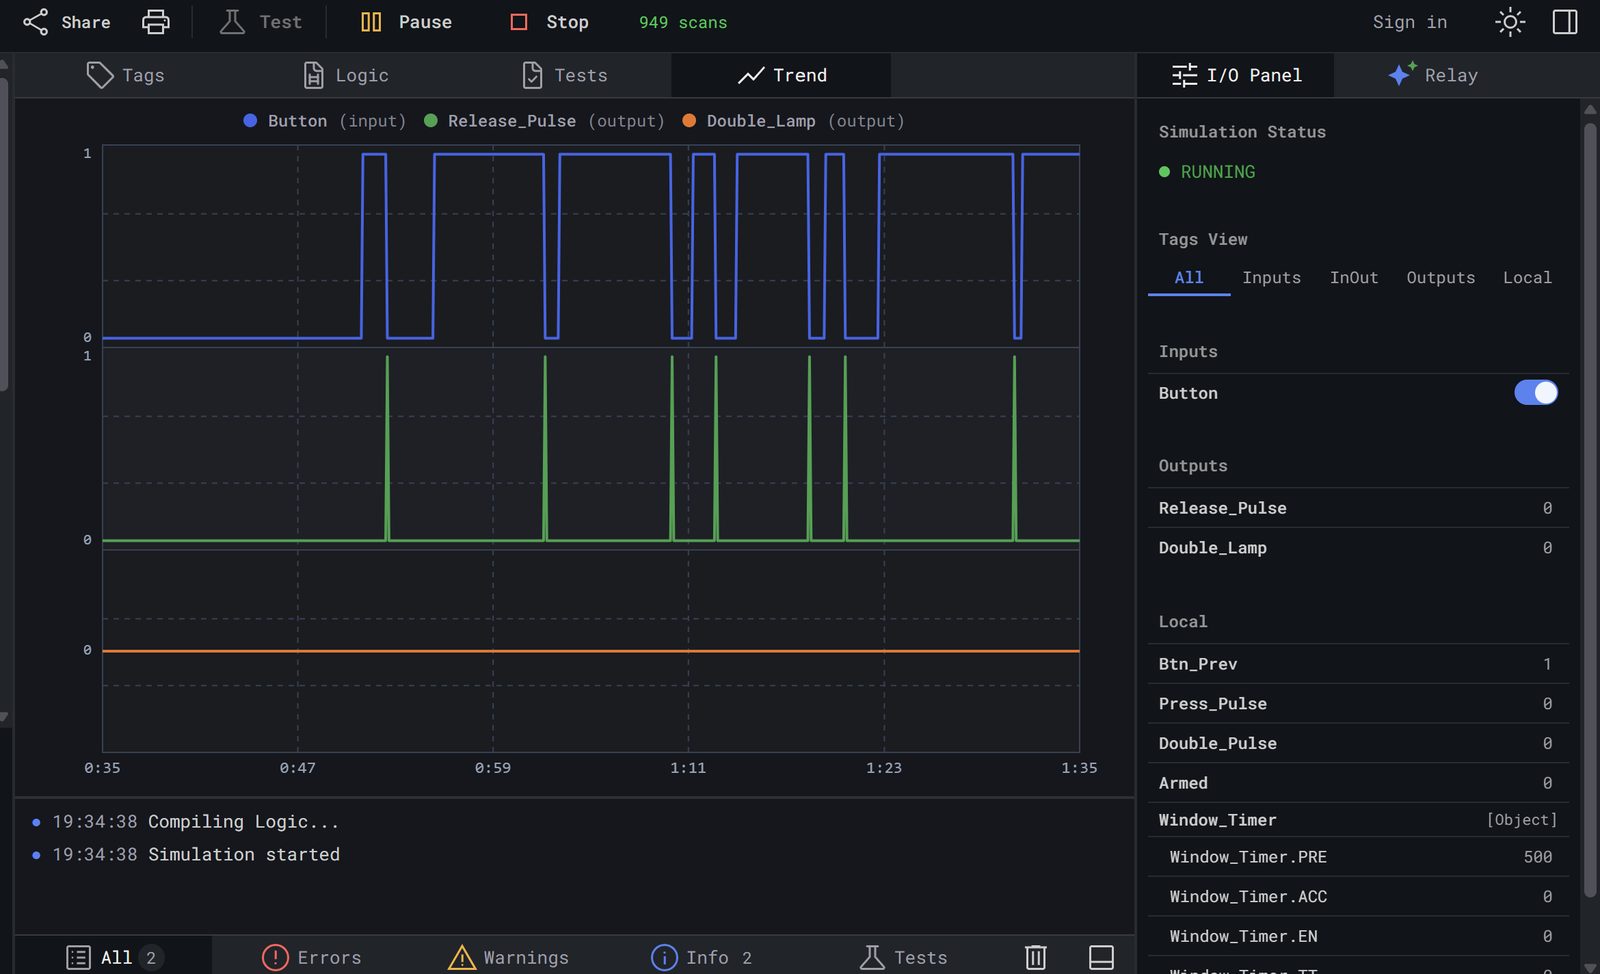 Share Test Pause Stop 949 scans Sign in
Tags Logic Tests Trend I/O Panel Relay
Button (input) Release_Pulse (output) Double_Lamp (output)
1
0
1
0
0
0:35 0:47 0:59 1:11 1:23 1:35
19:34:38 Compiling Logic...
19:34:38 Simulation started
All 2 Errors Warnings Info 2 Tests
Simulation Status
RUNNING
Tags View
All Inputs InOut Outputs Local
Inputs
Button
Outputs
Release_Pulse 0
Double_Lamp 0
Local
Btn_Prev 1
Press_Pulse 0
Double_Pulse 0
Armed 0
Window_Timer [Object]
Window_Timer.PRE 500
Window_Timer.ACC 0
Window_Timer.EN 0